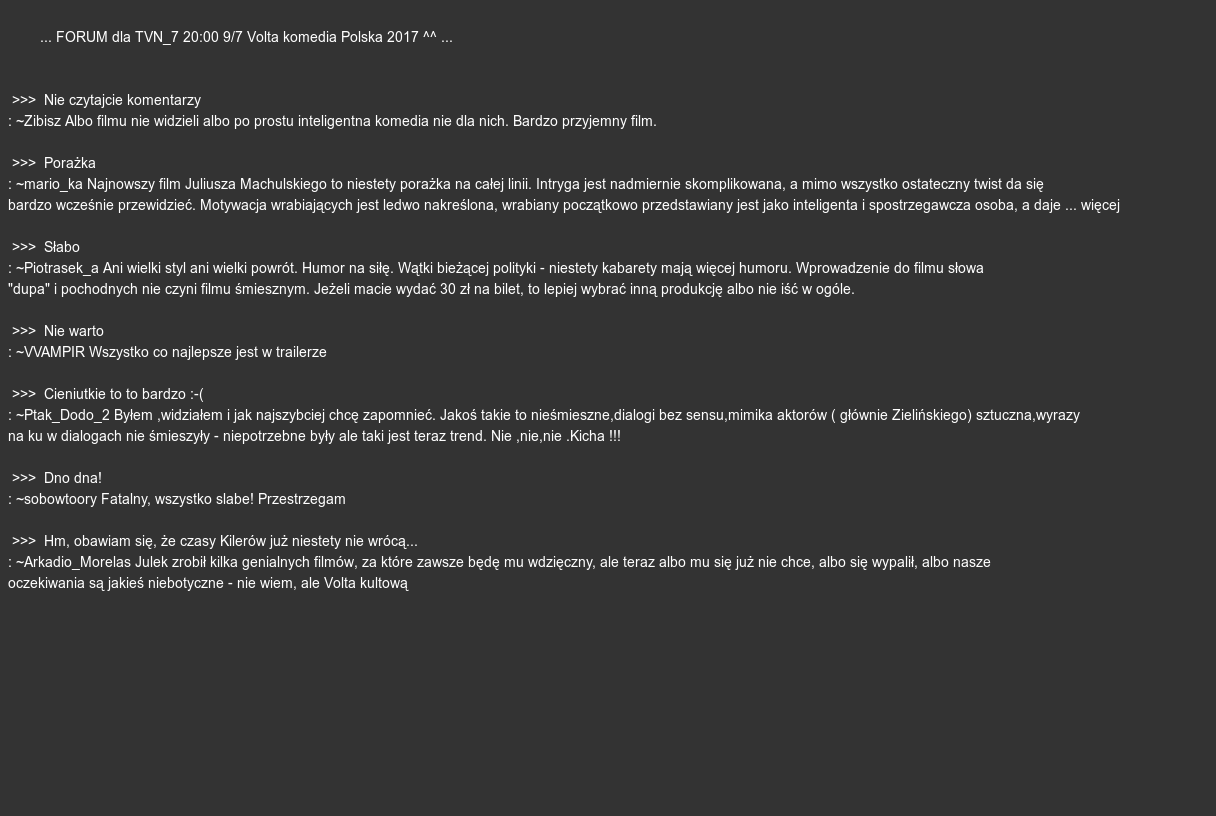 ... FORUM dla TVN_7 20:00 9/7 Volta komedia Polska 2017 ^^ ...
>>> Nie czytajcie komentarzy
: ~Zibisz Albo filmu nie widzieli albo po prostu inteligentna komedia nie dla nich. Bardzo przyjemny film.
>>> Porażka
: ~mario_ka Najnowszy film Juliusza Machulskiego to niestety porażka na całej linii. Intryga jest nadmiernie skomplikowana, a mimo wszystko ostateczny twist da się
bardzo wcześnie przewidzieć. Motywacja wrabiających jest ledwo nakreślona, wrabiany początkowo przedstawiany jest jako inteligenta i spostrzegawcza osoba, a daje ... więcej
>>> Słabo
: ~Piotrasek_a Ani wielki styl ani wielki powrót. Humor na siłę. Wątki bieżącej polityki - niestety kabarety mają więcej humoru. Wprowadzenie do filmu słowa
"dupa" i pochodnych nie czyni filmu śmiesznym. Jeżeli macie wydać 30 zł na bilet, to lepiej wybrać inną produkcję albo nie iść w ogóle.
>>> Nie warto
: ~VVAMPIR Wszystko co najlepsze jest w trailerze
>>> Cieniutkie to to bardzo :-(
: ~Ptak_Dodo_2 Byłem ,widziałem i jak najszybciej chcę zapomnieć. Jakoś takie to nieśmieszne,dialogi bez sensu,mimika aktorów ( głównie Zielińskiego) sztuczna,wyrazy
na ku w dialogach nie śmieszyły - niepotrzebne były ale taki jest teraz trend. Nie ,nie,nie .Kicha !!!
>>> Dno dna!
: ~sobowtoory Fatalny, wszystko slabe! Przestrzegam
>>> Hm, obawiam się, że czasy Kilerów już niestety nie wrócą...
: ~Arkadio_Morelas Julek zrobił kilka genialnych filmów, za które zawsze będę mu wdzięczny, ale teraz albo mu się już nie chce, albo się wypalił, albo nasze
oczekiwania są jakieś niebotyczne - nie wiem, ale Volta kultową